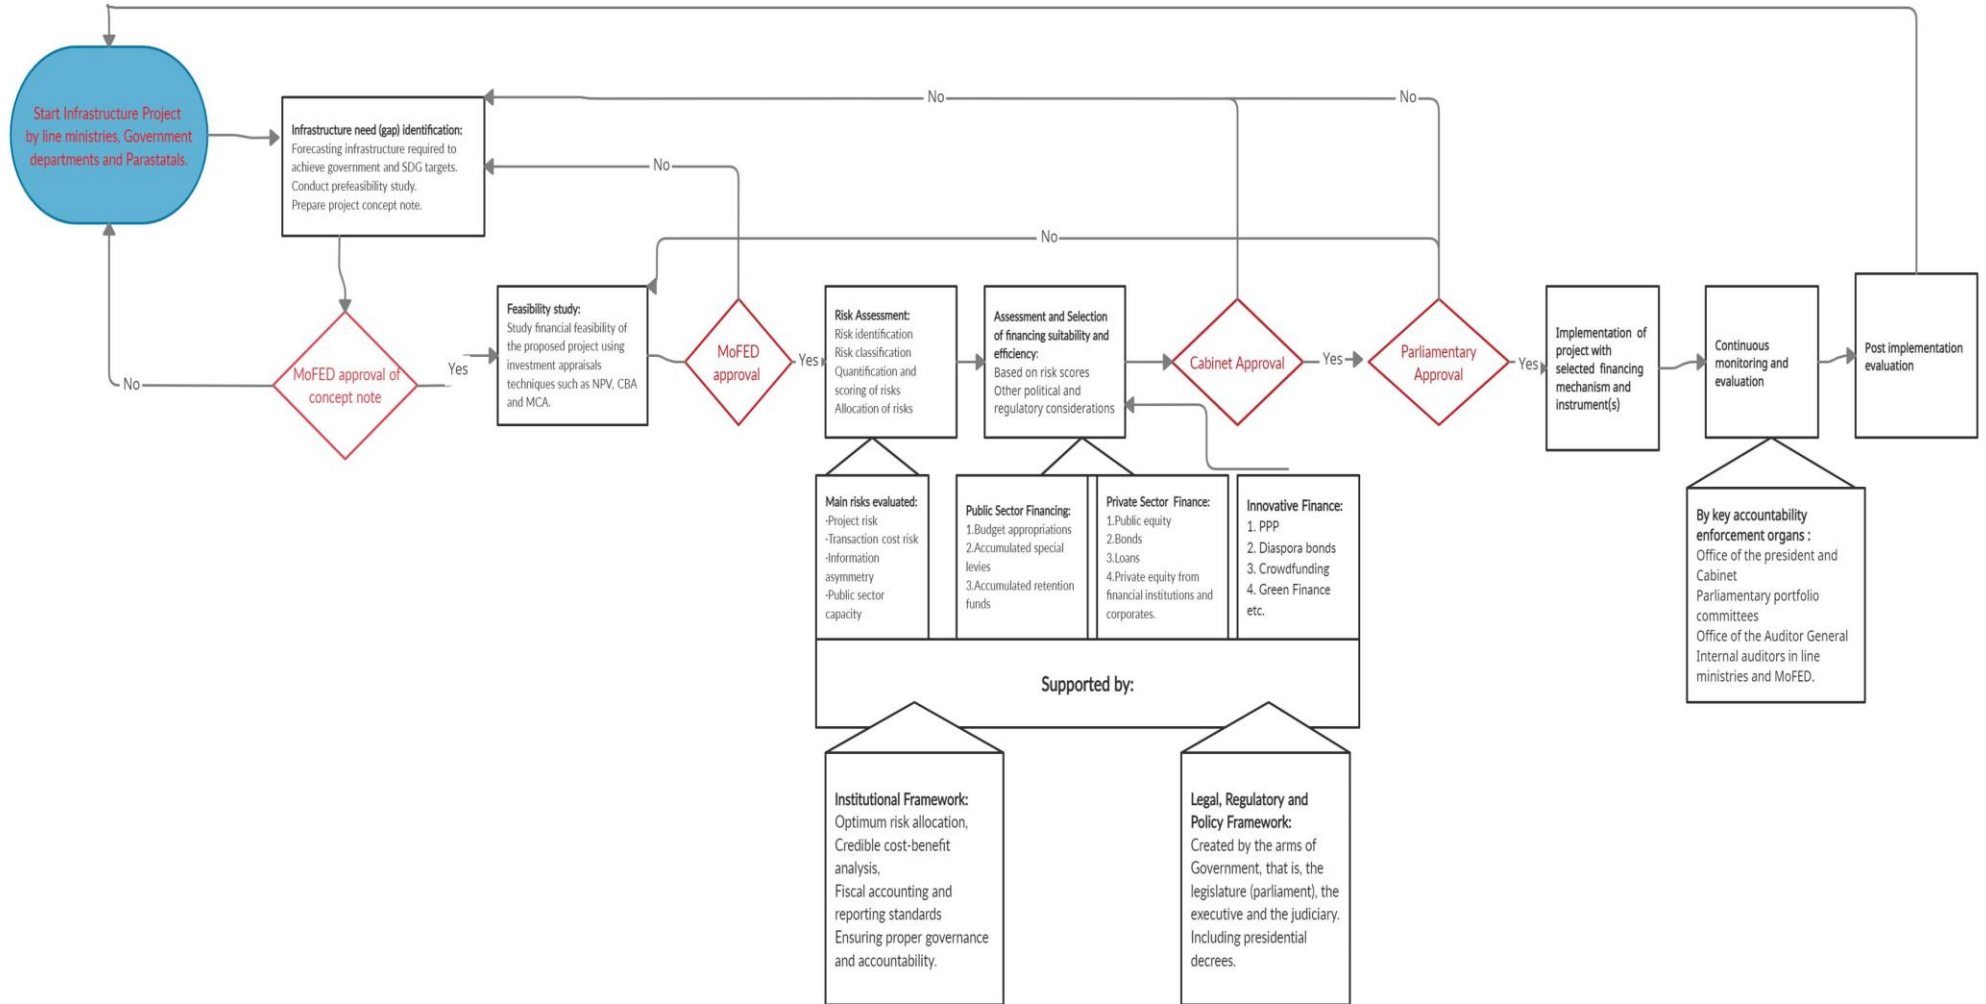 Start Infrastructure Project
by line ministries, Government
departments and Parastatals.
Infrastructure need (gap) identification:
Forecasting infrastructure required to
achieve government and SDG targets.
Conduct prefeasibility study.
Prepare project concept note.
No
No
No
No
No
MoFED approval of
concept note
Yes
Feasibility study:
Study financial feasibility of
the proposed project using
investment appraisals
techniques such as NPV, CBA
and MCA.
MoFED
approval
Yes
Risk Assessment:
Risk identification
Risk classification
Quantification and
scoring of risks
Allocation of risks
Assessment and Selection
of financing suitability and
efficiency:
Based on risk scores
Other political and
regulatory considerations
Cabinet Approval
Yes
Parliamentary
Approval
Yes
Implementation of
project with
selected financing
mechanism and
instrument(s)
Continuous
monitoring and
evaluation
Post implementation
evaluation
Main risks evaluated:
·Project risk
·Transaction cost risk
·Information
asymmetry
·Public sector
capacity
Public Sector Financing:
1.Budget appropriations
2.Accumulated special
levies
3.Accumulated retention
funds
Private Sector Finance:
1.Public equity
2.Bonds
3.Loans
4.Private equity from
financial institutions and
corporates.
Innovative Finance:
1. PPP
2. Diaspora bonds
3. Crowdfunding
4. Green Finance
etc.
By key accountability
enforcement organs :
Office of the president and
Cabinet
Parliamentary portfolio
committees
Office of the Auditor General
Internal auditors in line
ministries and MoFED.
Supported by:
Institutional Framework:
Optimum risk allocation,
Credible cost-benefit
analysis,
Fiscal accounting and
reporting standards
Ensuring proper governance
and accountability.
Legal, Regulatory and
Policy Framework:
Created by the arms of
Government, that is, the
legislature (parliament), the
executive and the judiciary.
Including presidential
decrees.